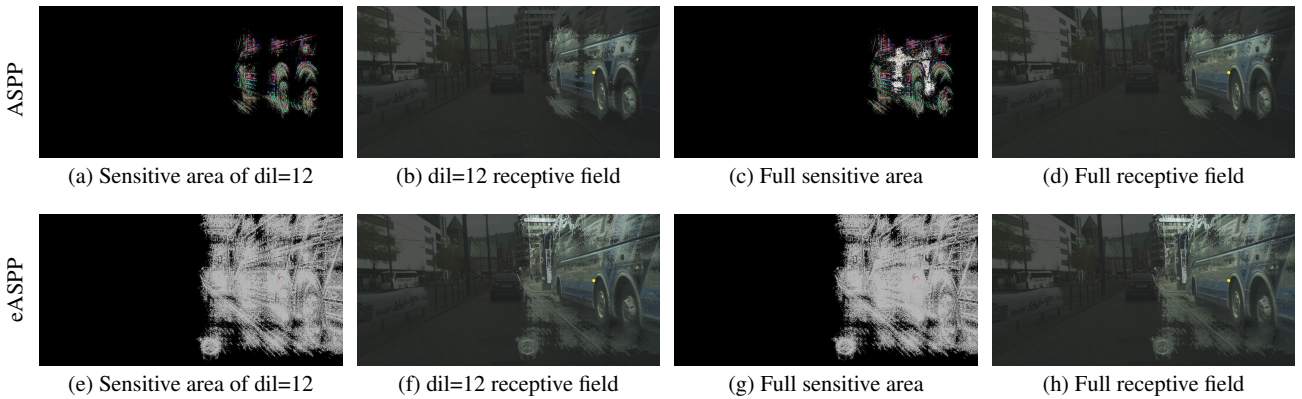 ASPP
(a) Sensitive area of dil=12
(b) dil=12 receptive field
(c) Full sensitive area
(d) Full receptive field
eASPP
(e) Sensitive area of dil=12
(f) dil=12 receptive field
(g) Full sensitive area
(h) Full receptive field